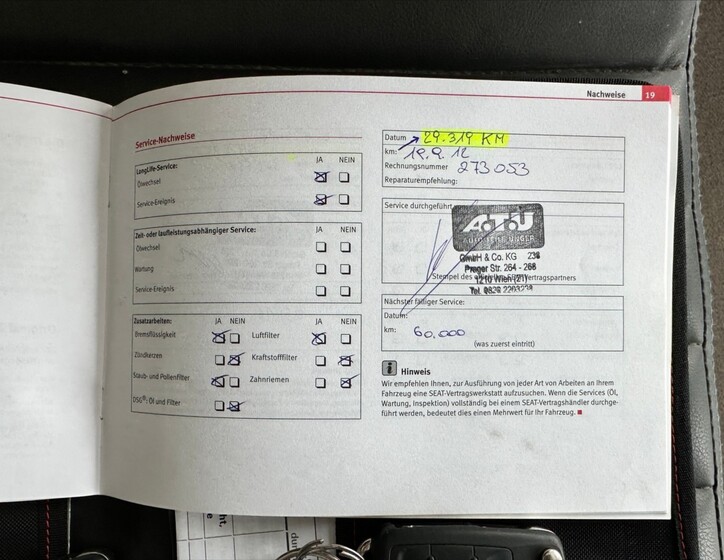 Nachweise 19
Service-Nachweise
JA NEIN
LongLife-Service:
Ölwechsel
Service-Ereignis
JA NEIN
Zeit- oder laufleistungsabhängiger Service:
Ölwechsel
Wartung
Service-Ereignis
Zusatzarbeiten: JA NEIN JA NEIN
Bremsflüssigkeit Luftfilter
Zündkerzen Kraftstofffilter
Staub- und Pollenfilter Zahnriemen
DSG®: Öl und Filter
Datum 29.319 KM
km: 19.9.12
Rechnungsnummer 273053
Reparaturempfehlung:
Service durchgeführt
A.T.U
GmbH & Co. KG
Prager Str. 264 - 266
1210 Wien (21)
Stempel des SEAT-Vertragspartners
Tel.
Nächster fälliger Service:
Datum:
km: 60.000
(was zuerst eintritt)
i Hinweis
Wir empfehlen Ihnen, zur Ausführung von jeder Art von Arbeiten an Ihrem
Fahrzeug eine SEAT-Vertragswerkstatt aufzusuchen. Wenn die Services (Öl,
Wartung, Inspektion) vollständig bei einem SEAT-Vertragshändler durchge-
führt werden, bedeutet dies einen Mehrwert für Ihr Fahrzeug.